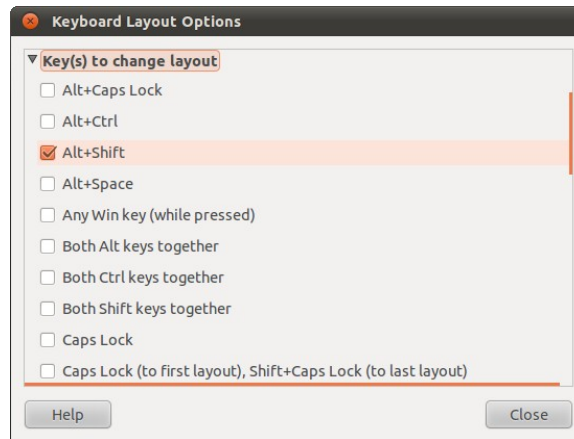 Keyboard Layout Options
Key(s) to change layout
Alt+Caps Lock
Alt+Ctrl
Alt+Shift
Alt+Space
Any Win key (while pressed)
Both Alt keys together
Both Ctrl keys together
Both Shift keys together
Caps Lock
Caps Lock (to first layout), Shift+Caps Lock (to last layout)
Help Close